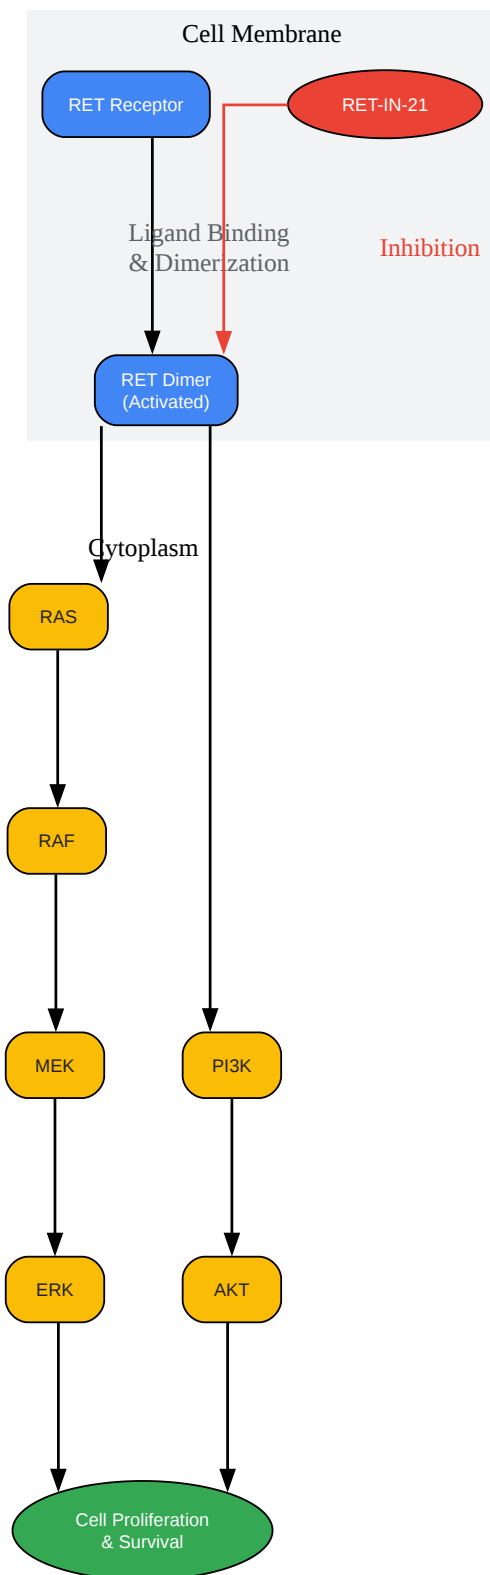 Cell Membrane
RET Receptor
RET-IN-21
Ligand Binding
& Dimerization
Inhibition
RET Dimer
(Activated)
Cytoplasm
RAS
RAF
MEK
PI3K
ERK
AKT
Cell Proliferation
& Survival